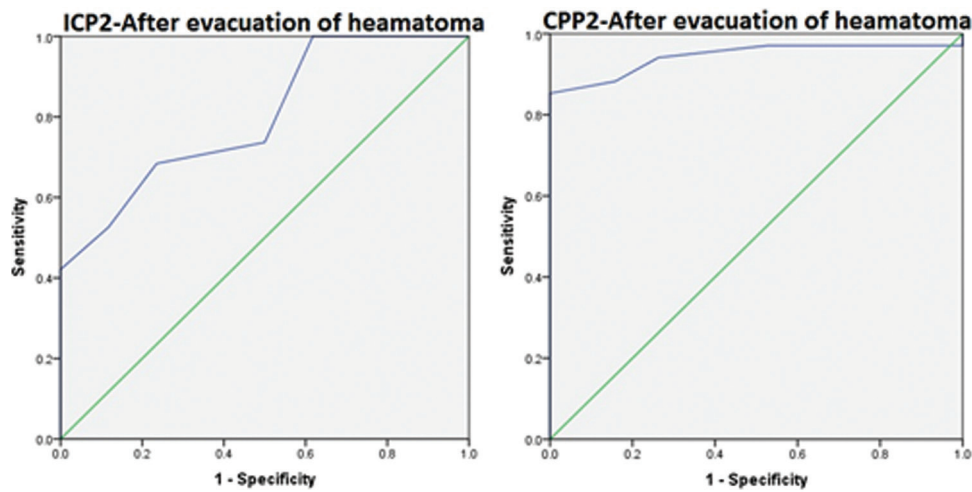 ICP2-After evacuation of heamatoma
1.0
0.8
0.6
0.4
0.2
0.0
Sensitivity
0.0 0.2 0.4 0.6 0.8 1.0
1 - Specificity
CPP2-After evacuation of heamatoma
1.0
0.8
0.6
0.4
0.2
0.0
Sensitivity
0.0 0.2 0.4 0.6 0.8 1.0
1 - Specificity